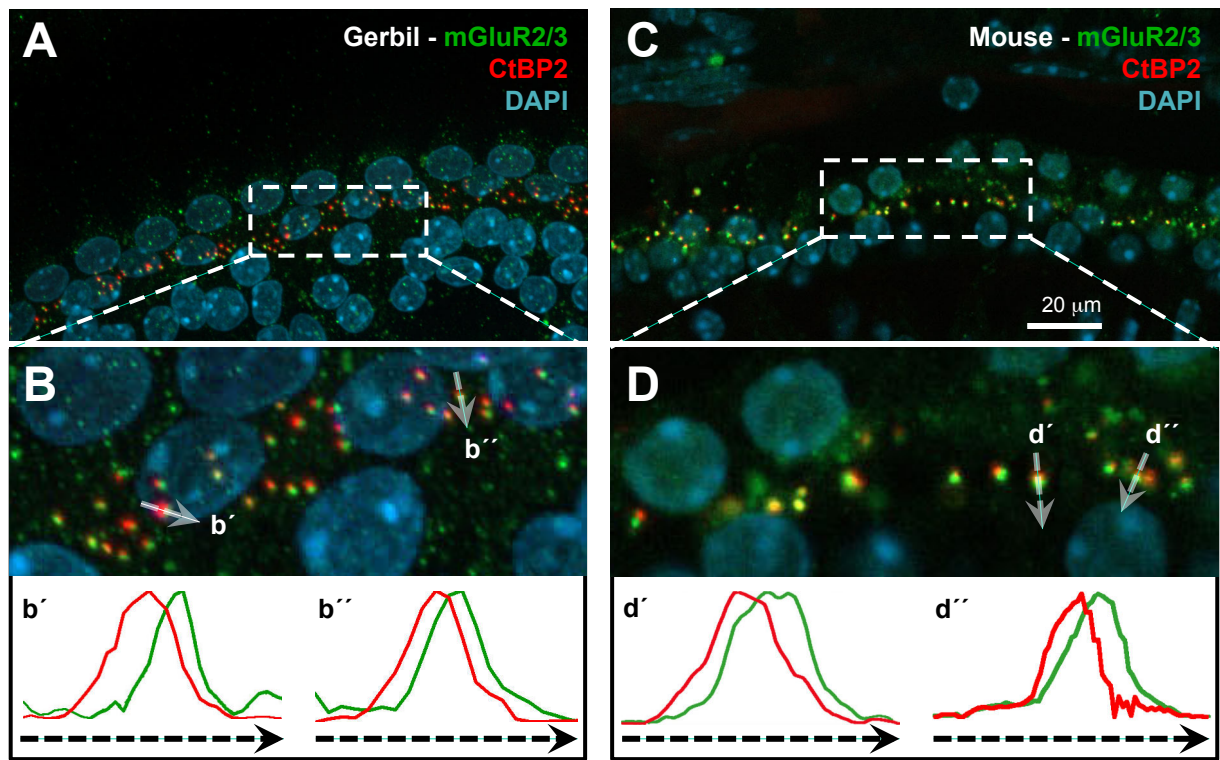 A
Gerbil - mGluR2/3
CtBP2
DAPI
C
Mouse - mGluR2/3
CtBP2
DAPI
20 μm
B
b´
b´´
D
d´
d´´
b´
b´´
d´
d´´